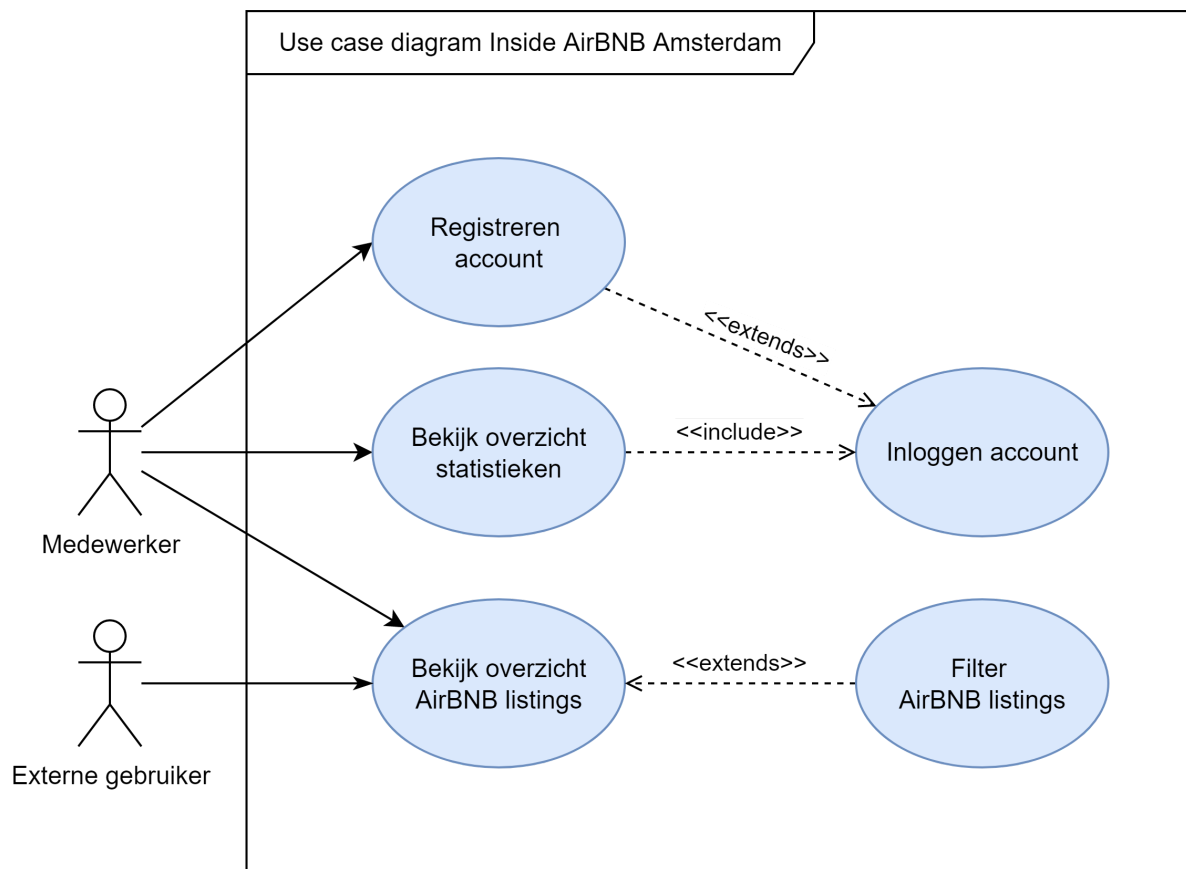 Use case diagram Inside AirBNB Amsterdam
Registreren
account
<<extends>>
Bekijk overzicht
statistieken
<<include>>
Inloggen account
Medewerker
Bekijk overzicht
AirBNB listings
<<extends>>
Filter
AirBNB listings
Externe gebruiker